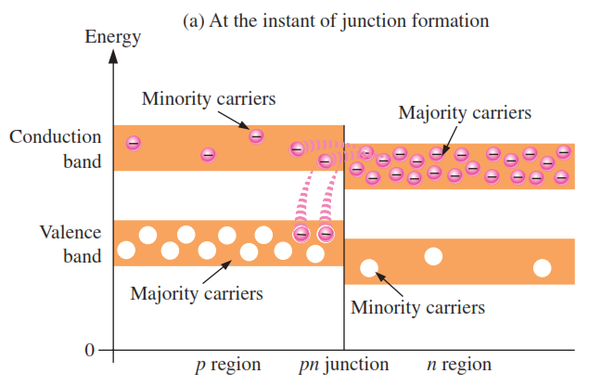 (a) At the instant of junction formation
Energy
Minority carriers
Majority carriers
Conduction
band
Valence
band
Majority carriers
Minority carriers
0
p region
pn junction
n region